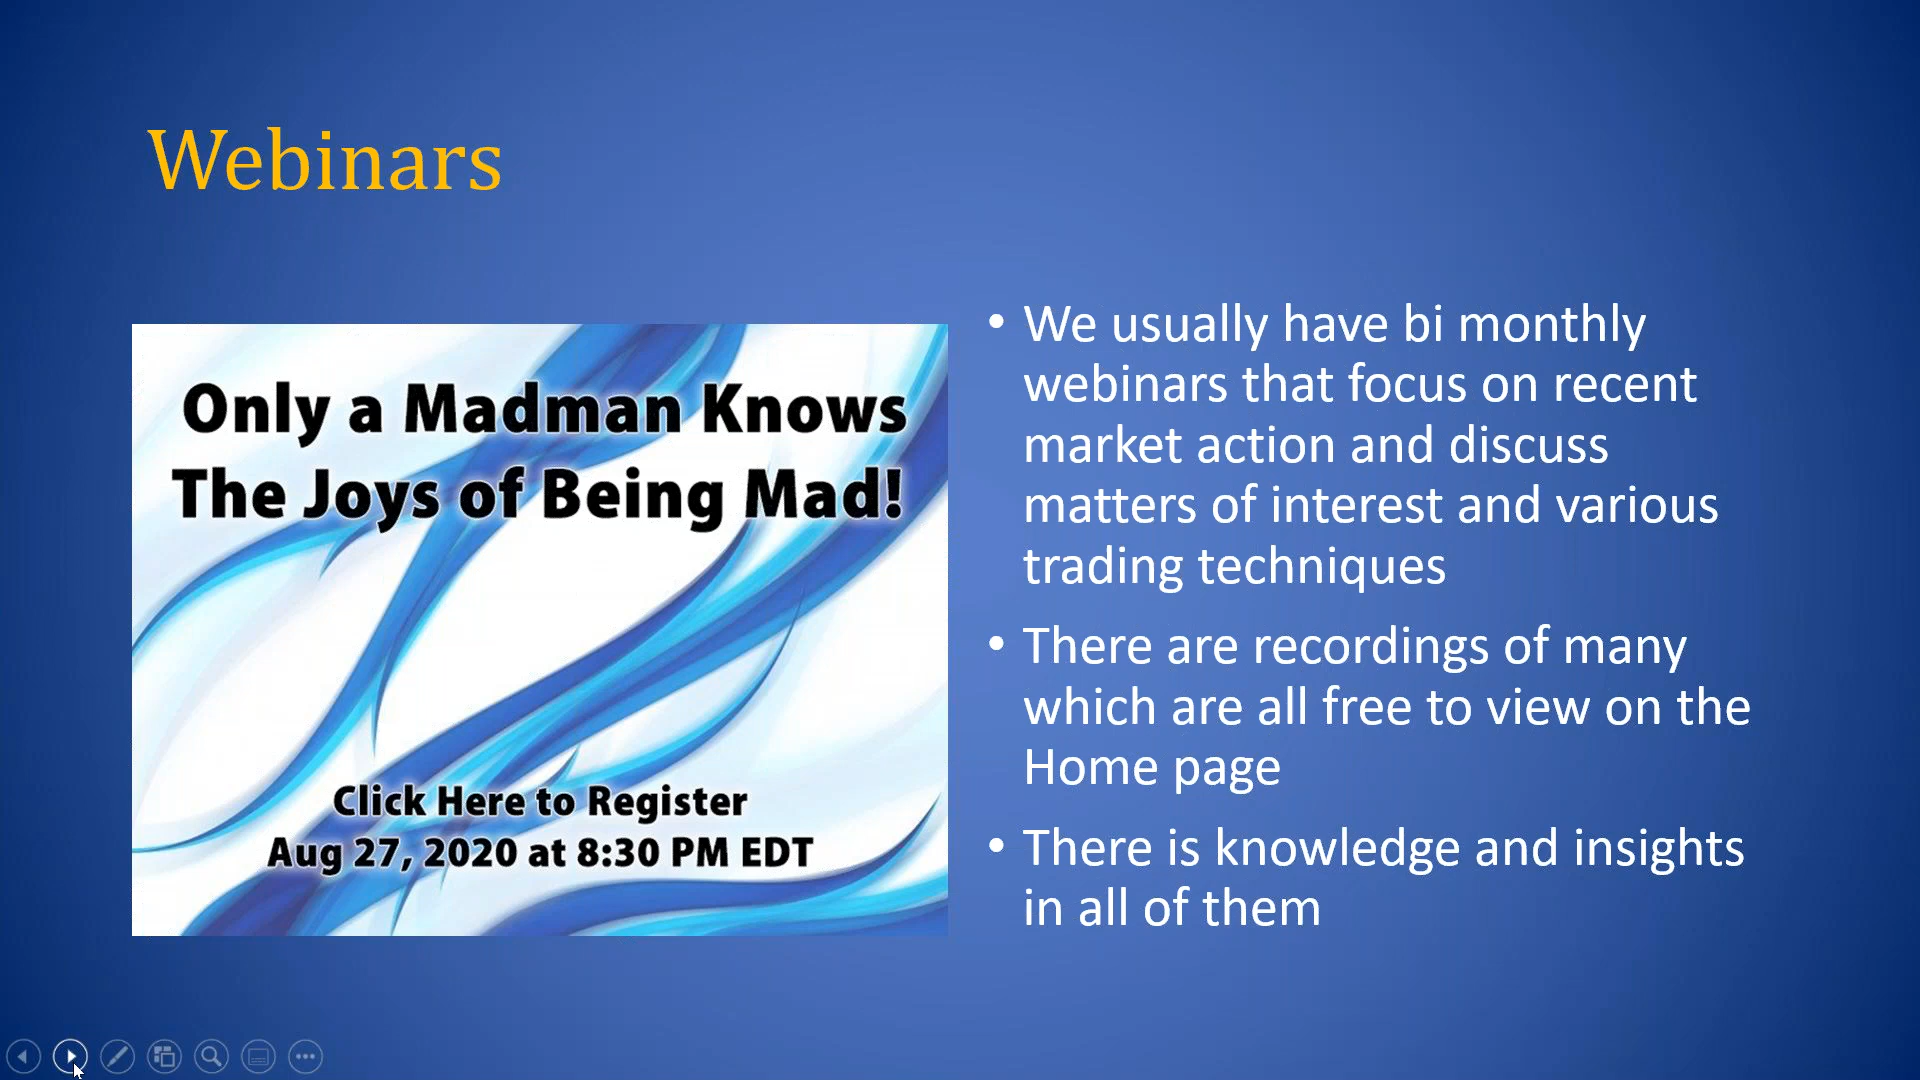 Webinars
Only a Madman Knows
The Joys of Being Mad!
Click Here to Register
Aug 27, 2020 at 8:30 PM EDT
• We usually have bi monthly
webinars that focus on recent
market action and discuss
matters of interest and various
trading techniques
• There are recordings of many
which are all free to view on the
Home page
• There is knowledge and insights
in all of them